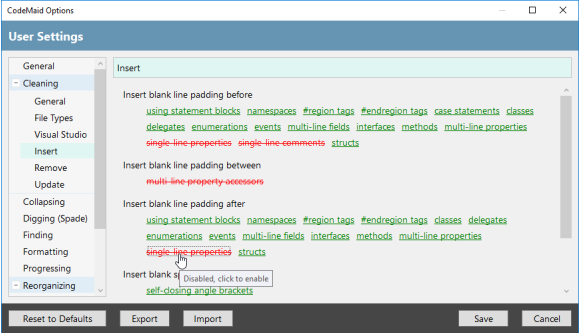 CodeMaid Options
User Settings
General
Cleaning
General
File Types
Visual Studio
Insert
Remove
Update
Collapsing
Digging (Spade)
Finding
Formatting
Progressing
Reorganizing
Insert
Insert blank line padding before
using statement blocks namespaces #region tags #endregion tags case statements classes
delegates enumerations events multi-line fields interfaces methods multi-line properties
single-line properties single-line comments structs
Insert blank line padding between
multi-line property accessors
Insert blank line padding after
using statement blocks namespaces #region tags #endregion tags classes delegates
enumerations events multi-line fields interfaces methods multi-line properties
single-line properties structs
Disabled, click to enable
Insert blank
self-closing angle brackets
Reset to Defaults Export Import Save Cancel